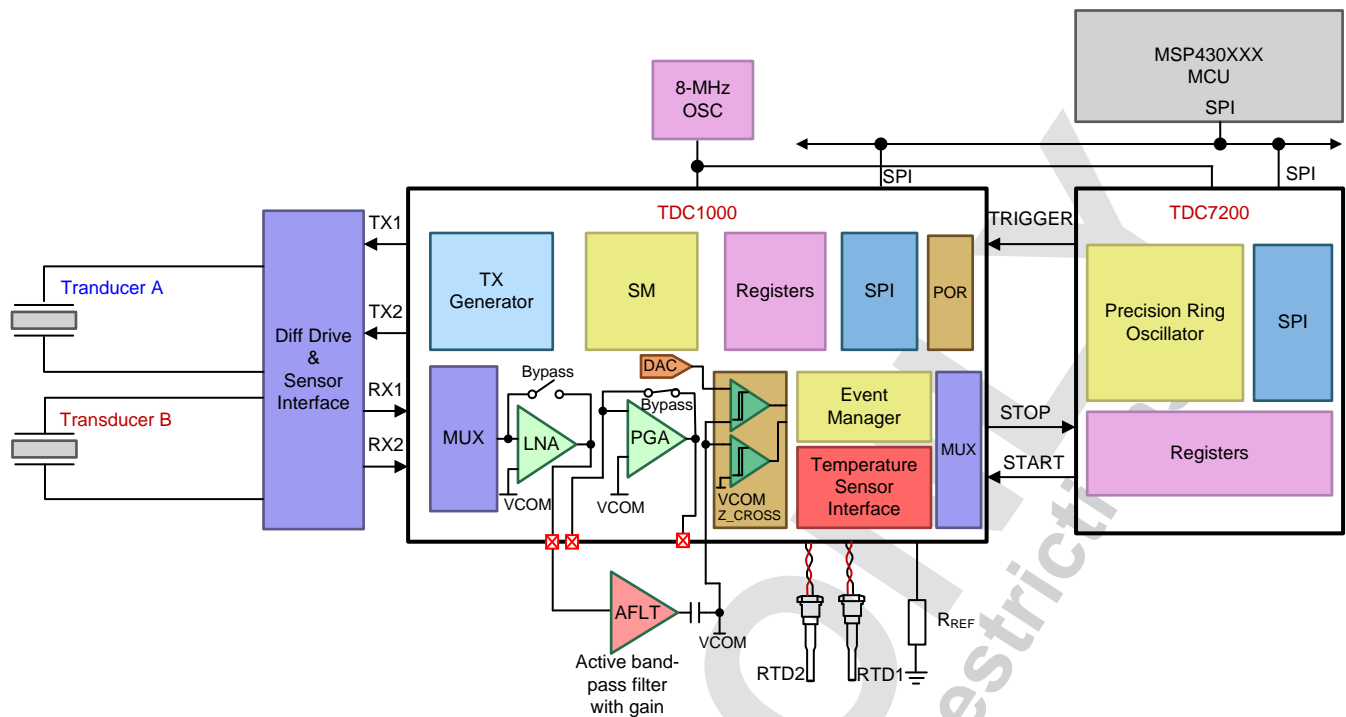 MSP430XXX
MCU
SPI
8-MHz
OSC
SPI
SPI
TDC1000
TDC7200
TX1
TX2
RX1
RX2
TRIGGER
STOP
START
Tranducer A
Transducer B
Diff Drive
&
Sensor
Interface
TX
Generator
SM
Registers
SPI
POR
Precision Ring
Oscillator
SPI
Registers
MUX
Bypass
LNA
VCOM
Bypass
PGA
VCOM
DAC
VCOM
Z_CROSS
Event
Manager
Temperature
Sensor
Interface
MUX
AFLT
VCOM
Active band-
pass filter
with gain
RTD2
RTD1
RREF